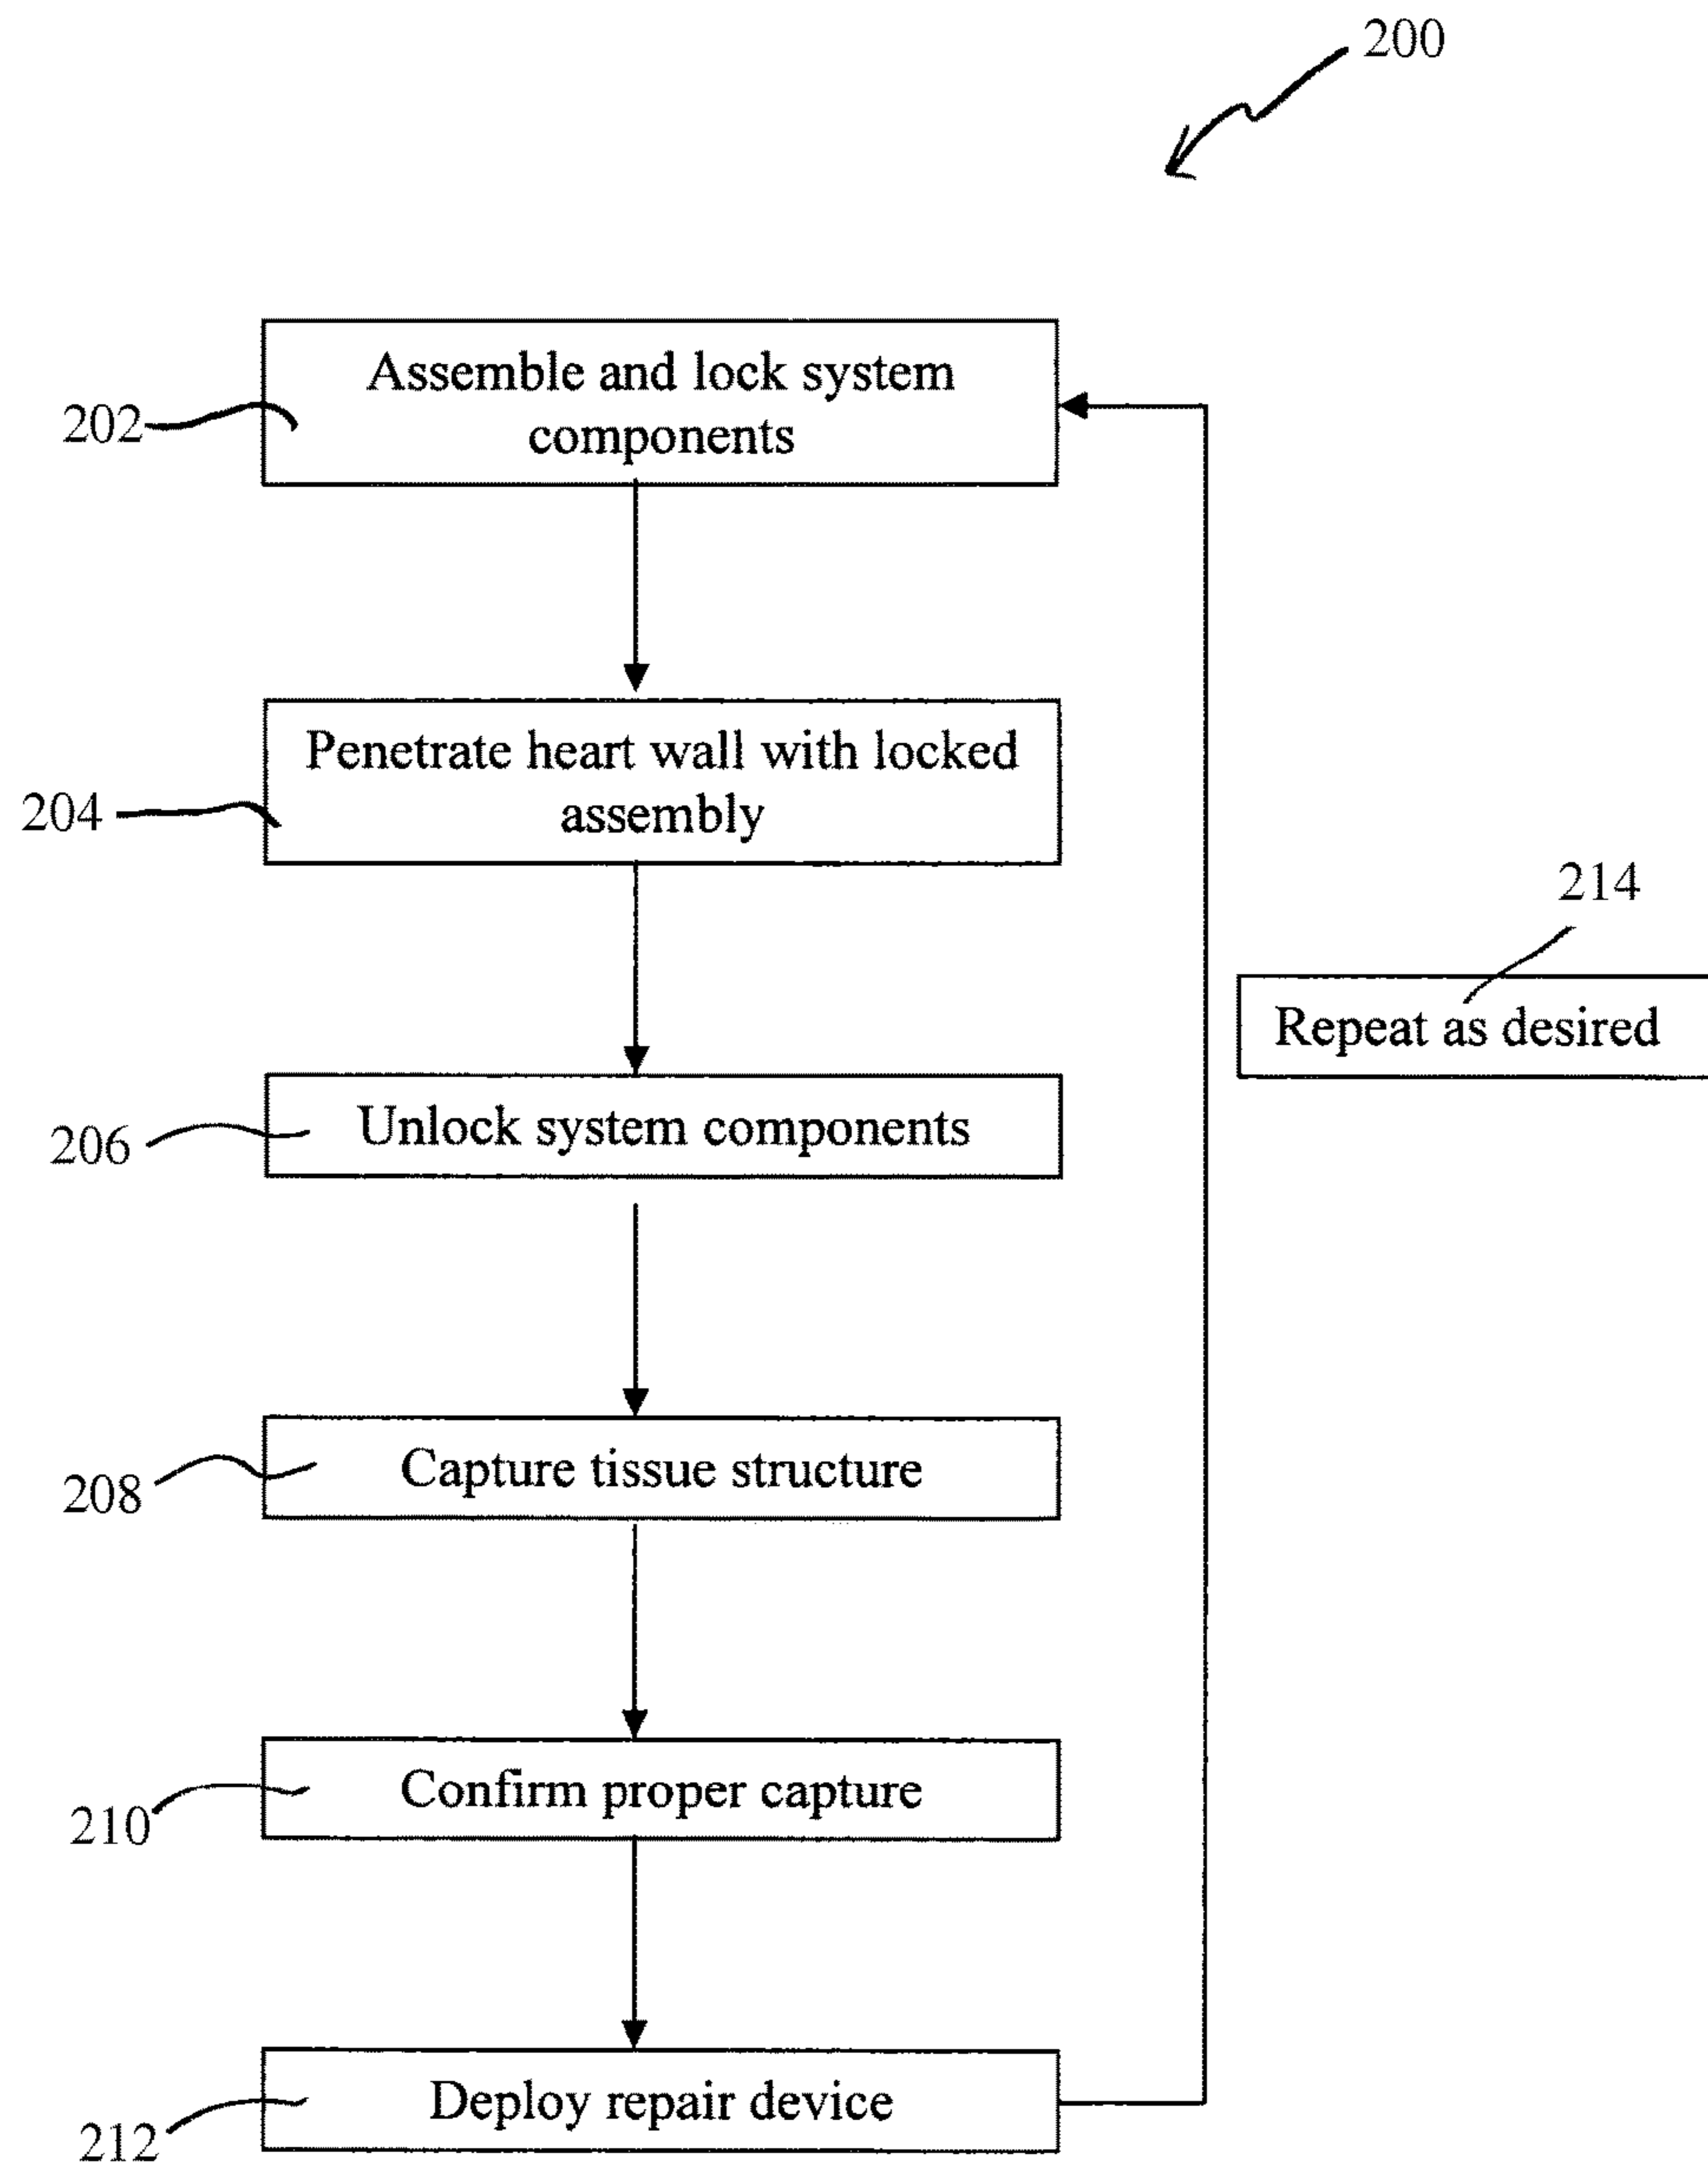 200
Assemble and lock system
components
202
Penetrate heart wall with locked
assembly
204
214
Repeat as desired
Unlock system components
206
Capture tissue structure
208
Confirm proper capture
210
Deploy repair device
212